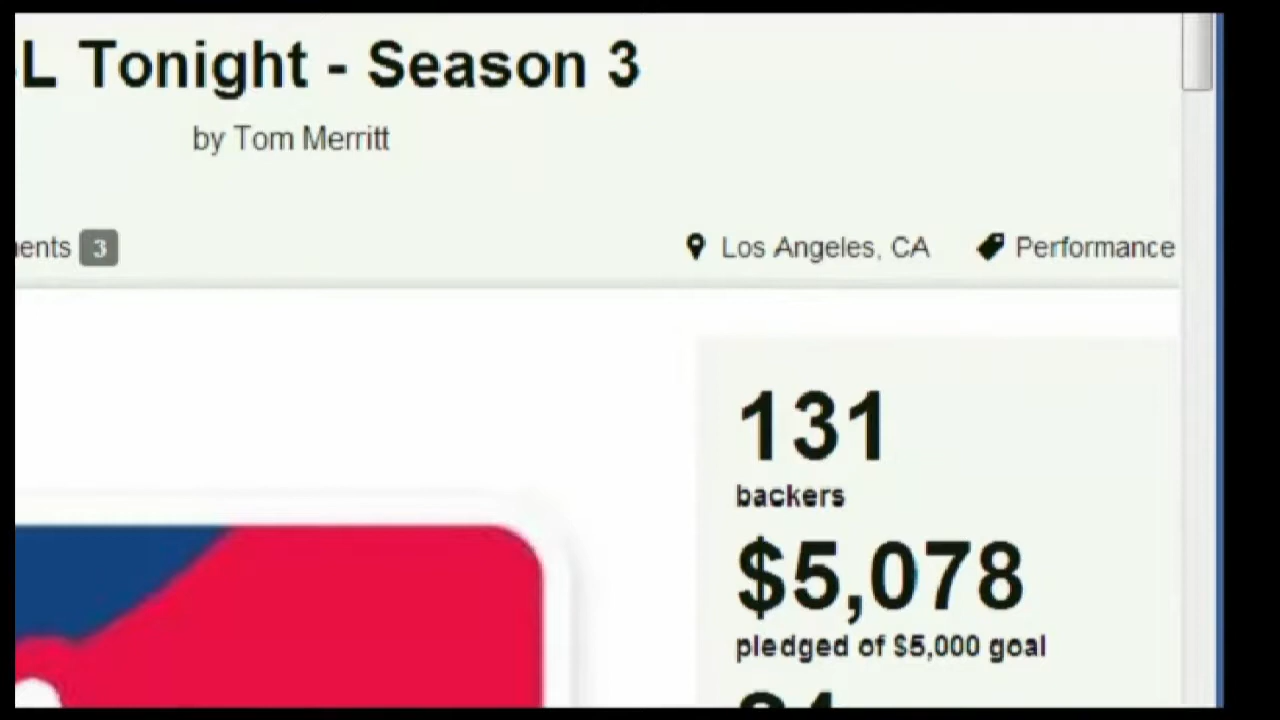 L Tonight - Season 3
by Tom Merritt
ents 3
Los Angeles, CA
Performance
131
backers
$5,078
pledged of $5,000 goal